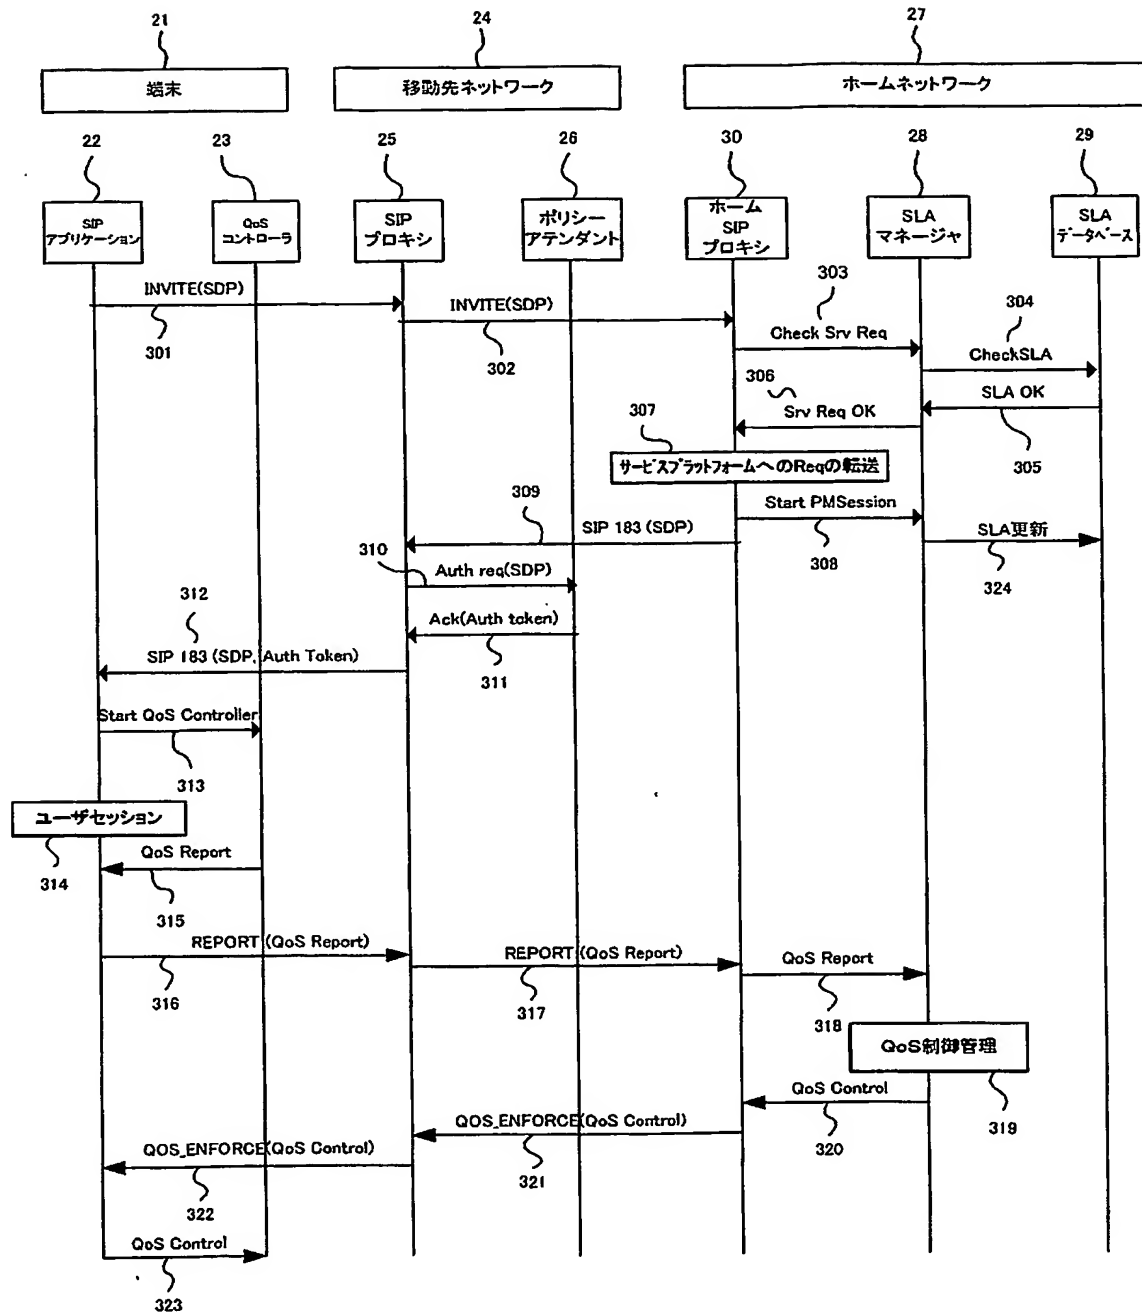 21
24
27
端末
移動先ネットワーク
ホームネットワーク
22
23
25
26
30
28
29
SIP
アプリケーション
QoS
コントローラ
SIP
プロキシ
ポリシー
アテンダント
ホーム
SIP
プロキシ
SLA
マネージャ
SLA
データベース
INVITE(SDP)
301
INVITE(SDP)
302
303
Check Srv Req
304
CheckSLA
SLA OK
305
306
Srv Req OK
307
サービスプラットフォームへのReqの転送
Start PMSession
308
309
SIP 183 (SDP)
SLA更新
324
310
Auth req(SDP)
Ack(Auth token)
311
312
SIP 183 (SDP, Auth Token)
Start QoS Controller
313
ユーザセッション
314
QoS Report
315
REPORT (QoS Report)
316
REPORT (QoS Report)
317
QoS Report
318
QoS制御管理
319
QoS Control
320
QOS_ENFORCE(QoS Control)
321
QOS_ENFORCE(QoS Control)
322
QoS Control
323